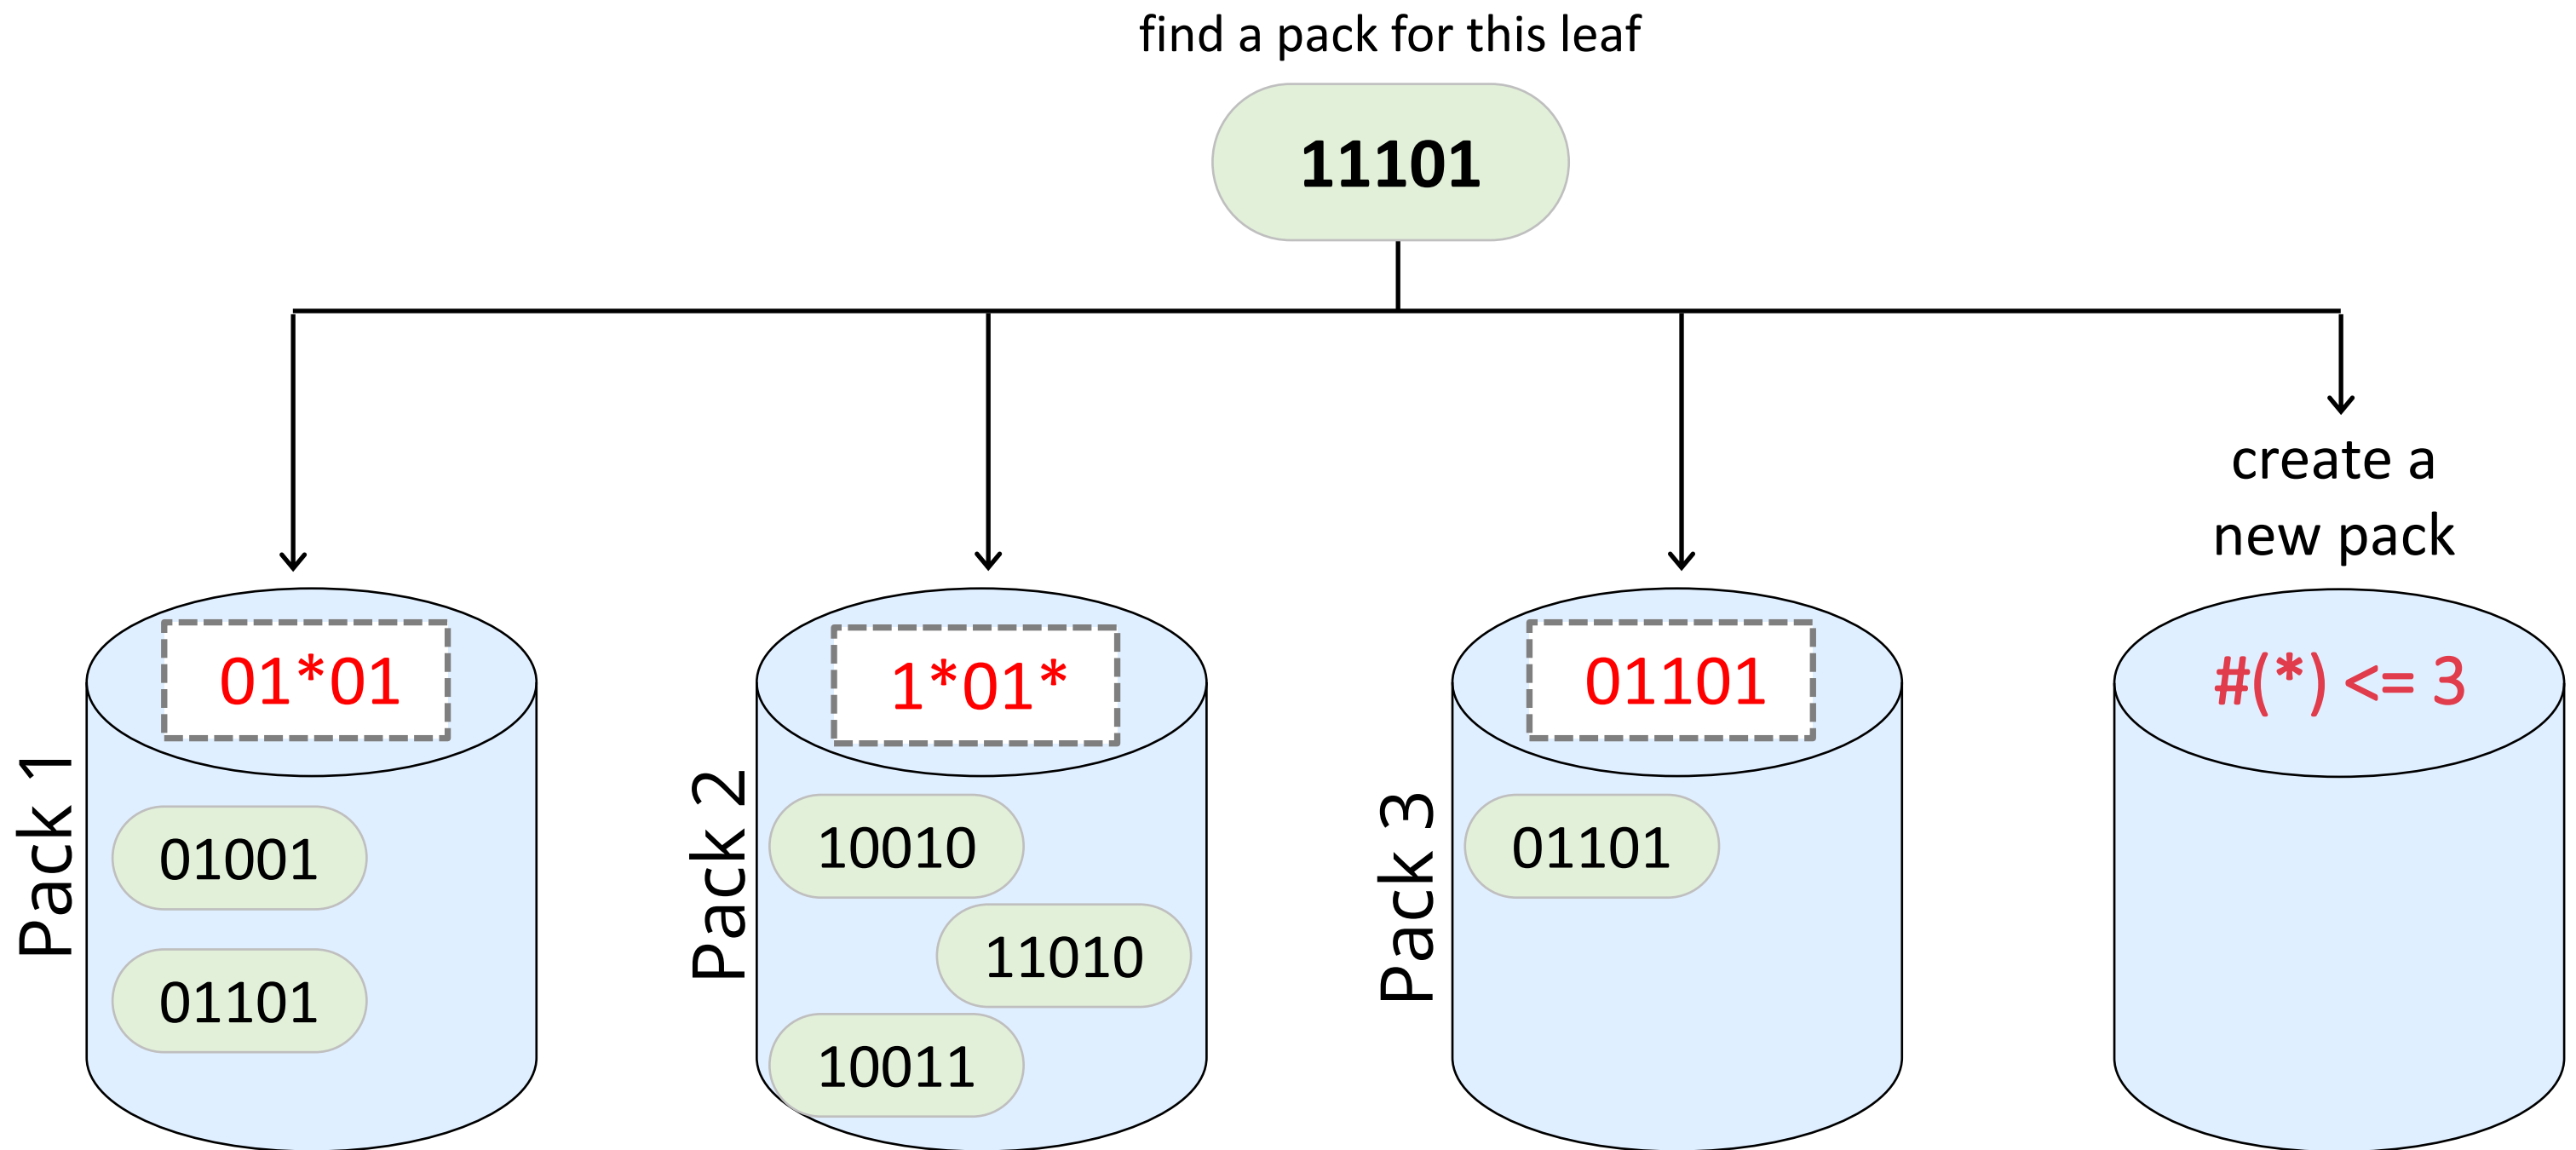 find a pack for this leaf
11101
create a
new pack
Pack 1
01*01
01001
01101
Pack 2
1*01*
10010
11010
10011
Pack 3
01101
01101
#(*) <= 3